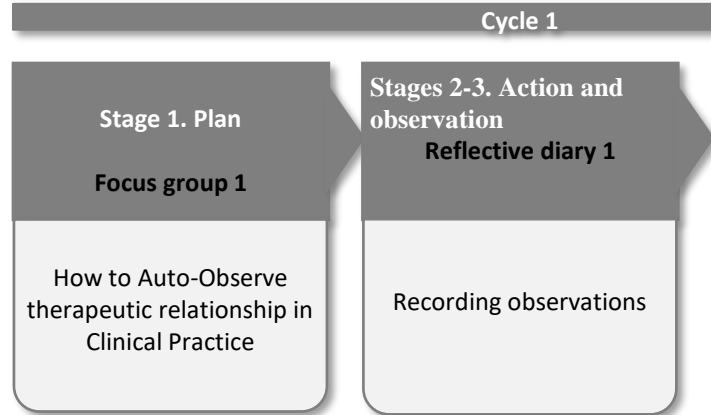 Cycle 1
Stage 1. Plan
Focus group 1
How to Auto-Observe
therapeutic relationship in
Clinical Practice
Stages 2-3. Action and
observation
Reflective diary 1
Recording observations